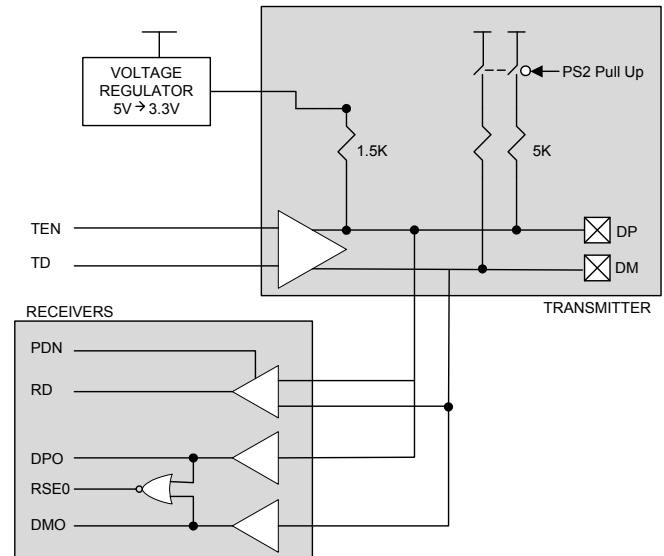 VOLTAGE
REGULATOR
5V → 3.3V
PS2 Pull Up
1.5K
5K
TEN
TD
DP
DM
TRANSMITTER
RECEIVERS
PDN
RD
DPO
RSE0
DMO